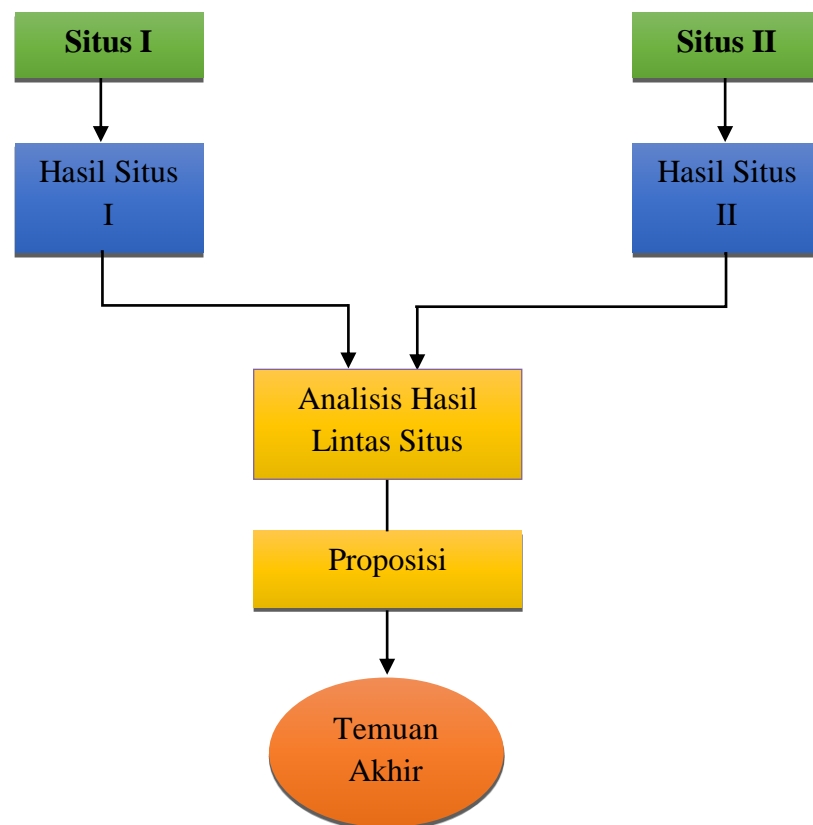 Situs I
Situs II
Hasil Situs
I
Hasil Situs
II
Analisis Hasil
Lintas Situs
Proposisi
Temuan
Akhir